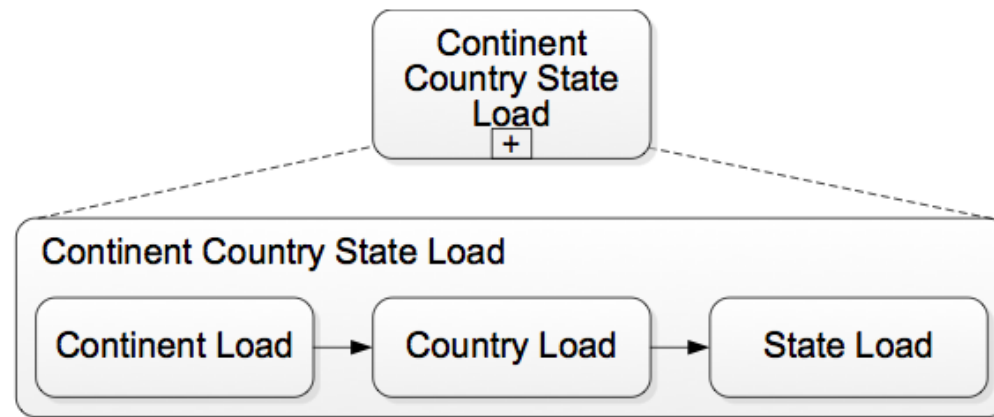 Continent
Country State
Load
+
Continent Country State Load
Continent Load
Country Load
State Load